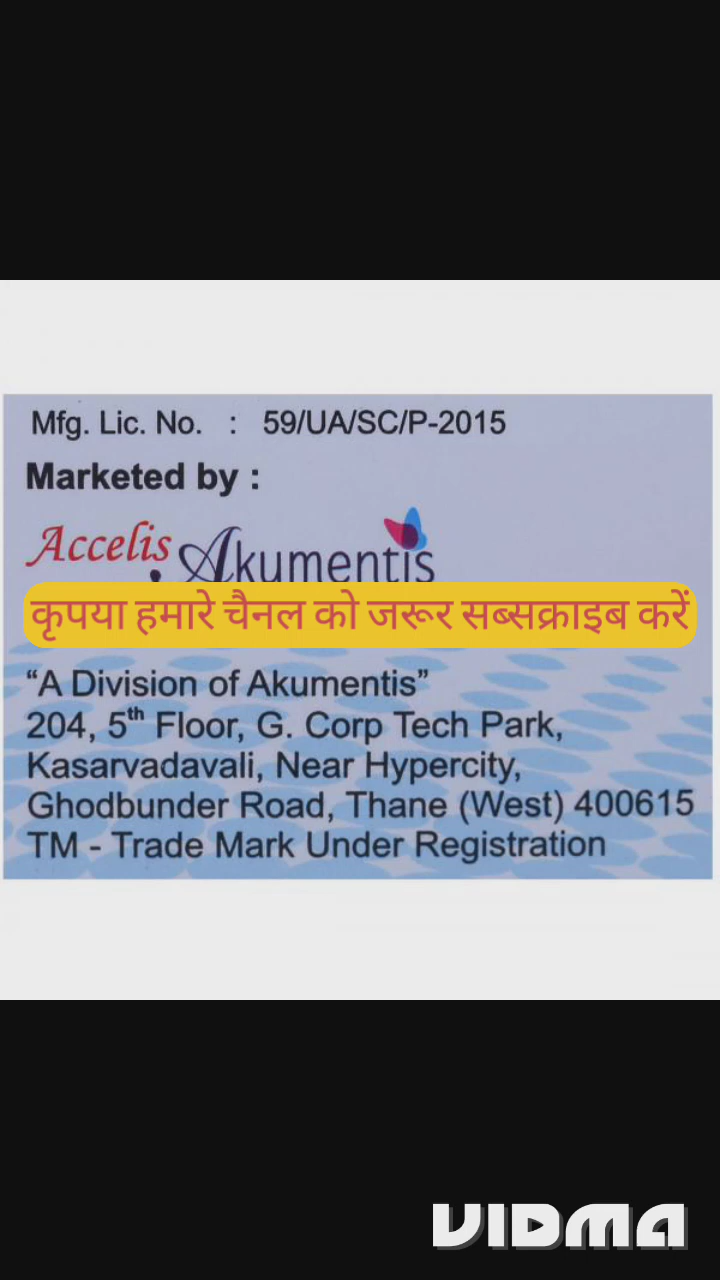 Mfg. Lic. No. : 59/UA/SC/P-2015
Marketed by :
Accelis Akumentis
कृपया हमारे चैनल को जरूर सब्सक्राइब करें
“A Division of Akumentis”
204, 5th Floor, G. Corp Tech Park,
Kasarvadavali, Near Hypercity,
Ghodbunder Road, Thane (West) 400615
TM - Trade Mark Under Registration
VIDMA